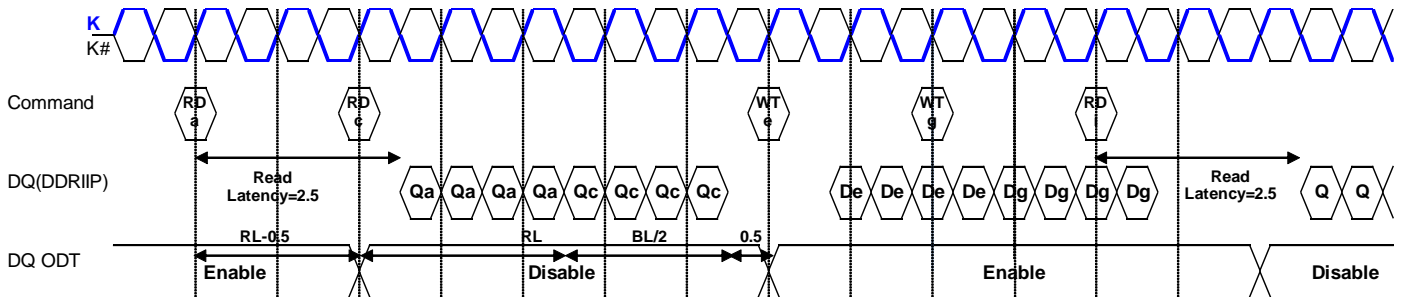 K
K#
Command
RD a
RD c
WT e
WT g
RD
DQ(DDRIIP)
Read
Latency=2.5
Qa Qa Qa Qa Qc Qc Qc Qc
De De De De Dg Dg Dg Dg
Read
Latency=2.5
Q Q
DQ ODT
RL-0.5
RL
BL/2
0.5
Enable
Disable
Enable
Disable